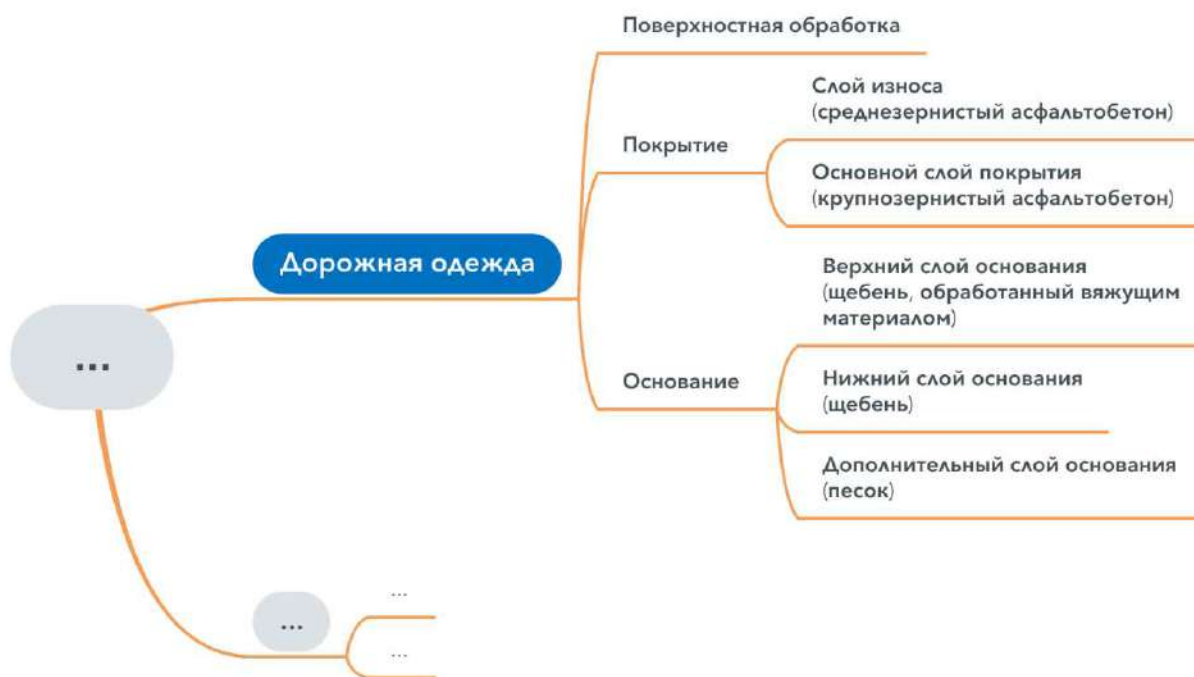 Поверхностная обработка
Слой износа
(среднезернистый асфальтобетон)
Покрытие
Основной слой покрытия
(крупнозернистый асфальтобетон)
Дорожная одежда
Верхний слой основания
(щебень, обработанный вяжущим
материалом)
...
Основание
Нижний слой основания
(щебень)
Дополнительный слой основания
(песок)
...
...
...